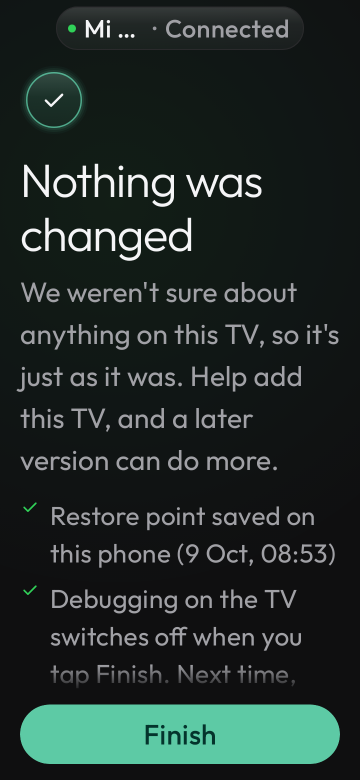 Mi ... · Connected
Nothing was
changed
We weren't sure about
anything on this TV, so it's
just as it was. Help add
this TV, and a later
version can do more.
Restore point saved on
this phone (9 Oct, 08:53)
Debugging on the TV
switches off when you
tap Finish. Next time,
Finish